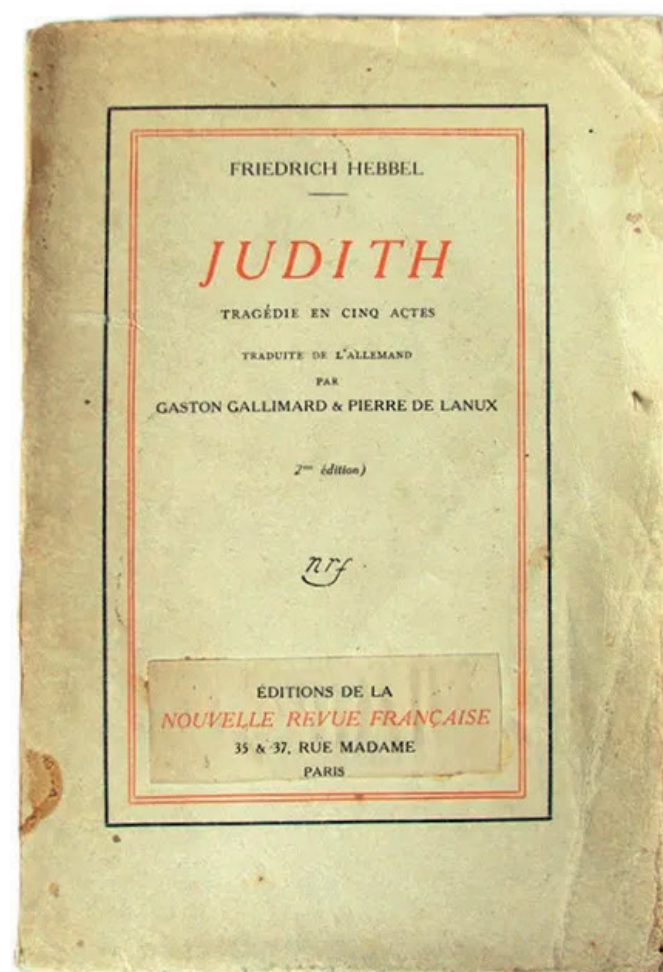 FRIEDRICH HEBBEL
JUDITH
TRAGÉDIE EN CINQ ACTES
TRADUITE DE L'ALLEMAND
PAR
GASTON GALLIMARD & PIERRE DE LANUX
2me édition)
nrf
ÉDITIONS DE LA
NOUVELLE REVUE FRANÇAISE
35 & 37, RUE MADAME
PARIS